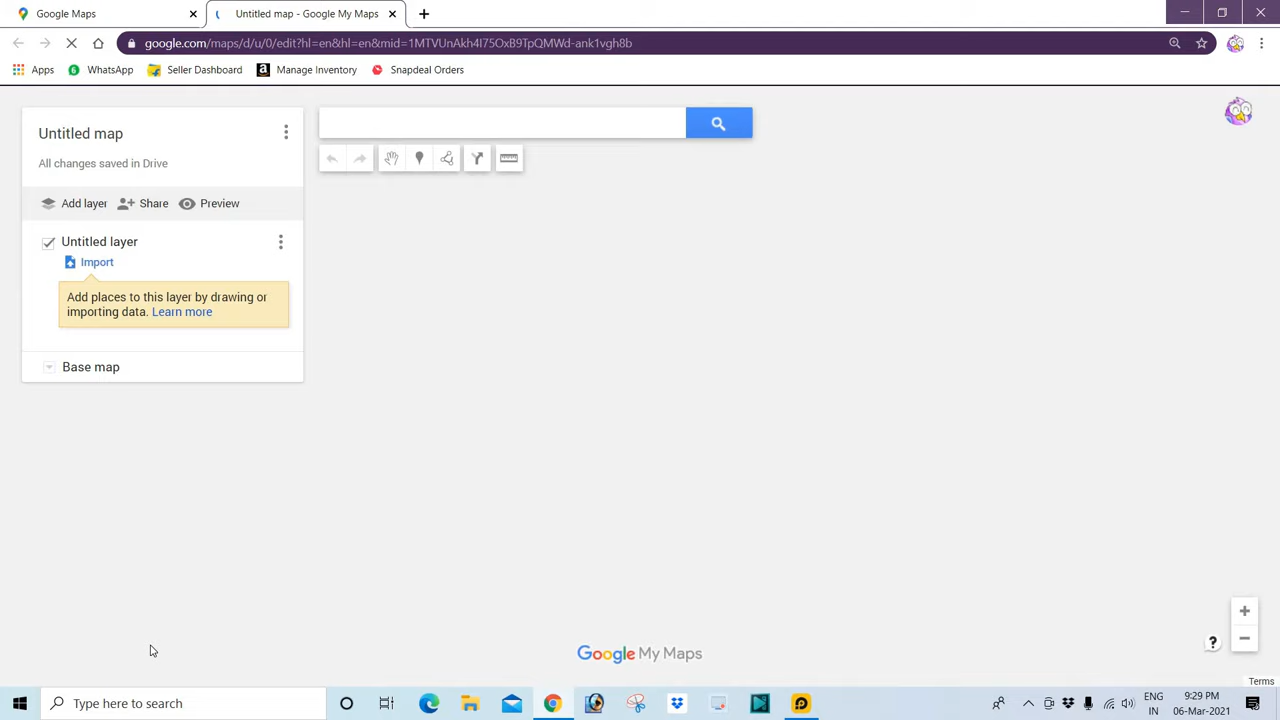 Google Maps
Untitled map - Google My Maps
google.com/maps/d/u/0/edit?hl=en&hl=en&mid=1MTVUnAkh4I75OxB9TpQMWd-ank1vgh8b
Apps
WhatsApp
Seller Dashboard
Manage Inventory
Snapdeal Orders
Untitled map
All changes saved in Drive
Add layer
Share
Preview
Untitled layer
Import
Add places to this layer by drawing or
importing data. Learn more
Base map
Google My Maps
Terms
Type here to search
ENG
IN
9:29 PM
06-Mar-2021